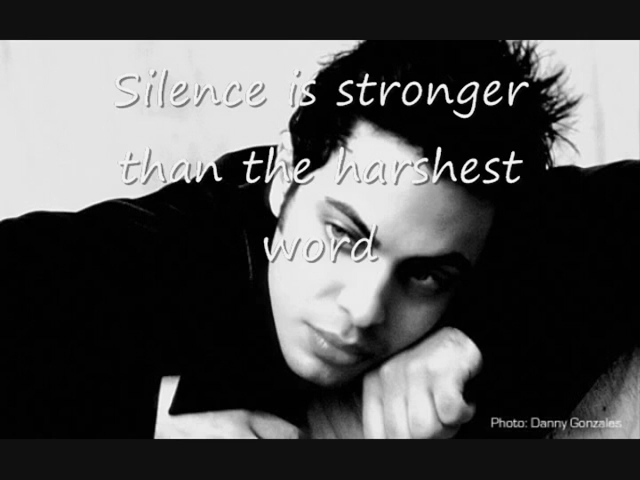 Silence is stronger
than the harshest
word
Photo: Danny Gonzales